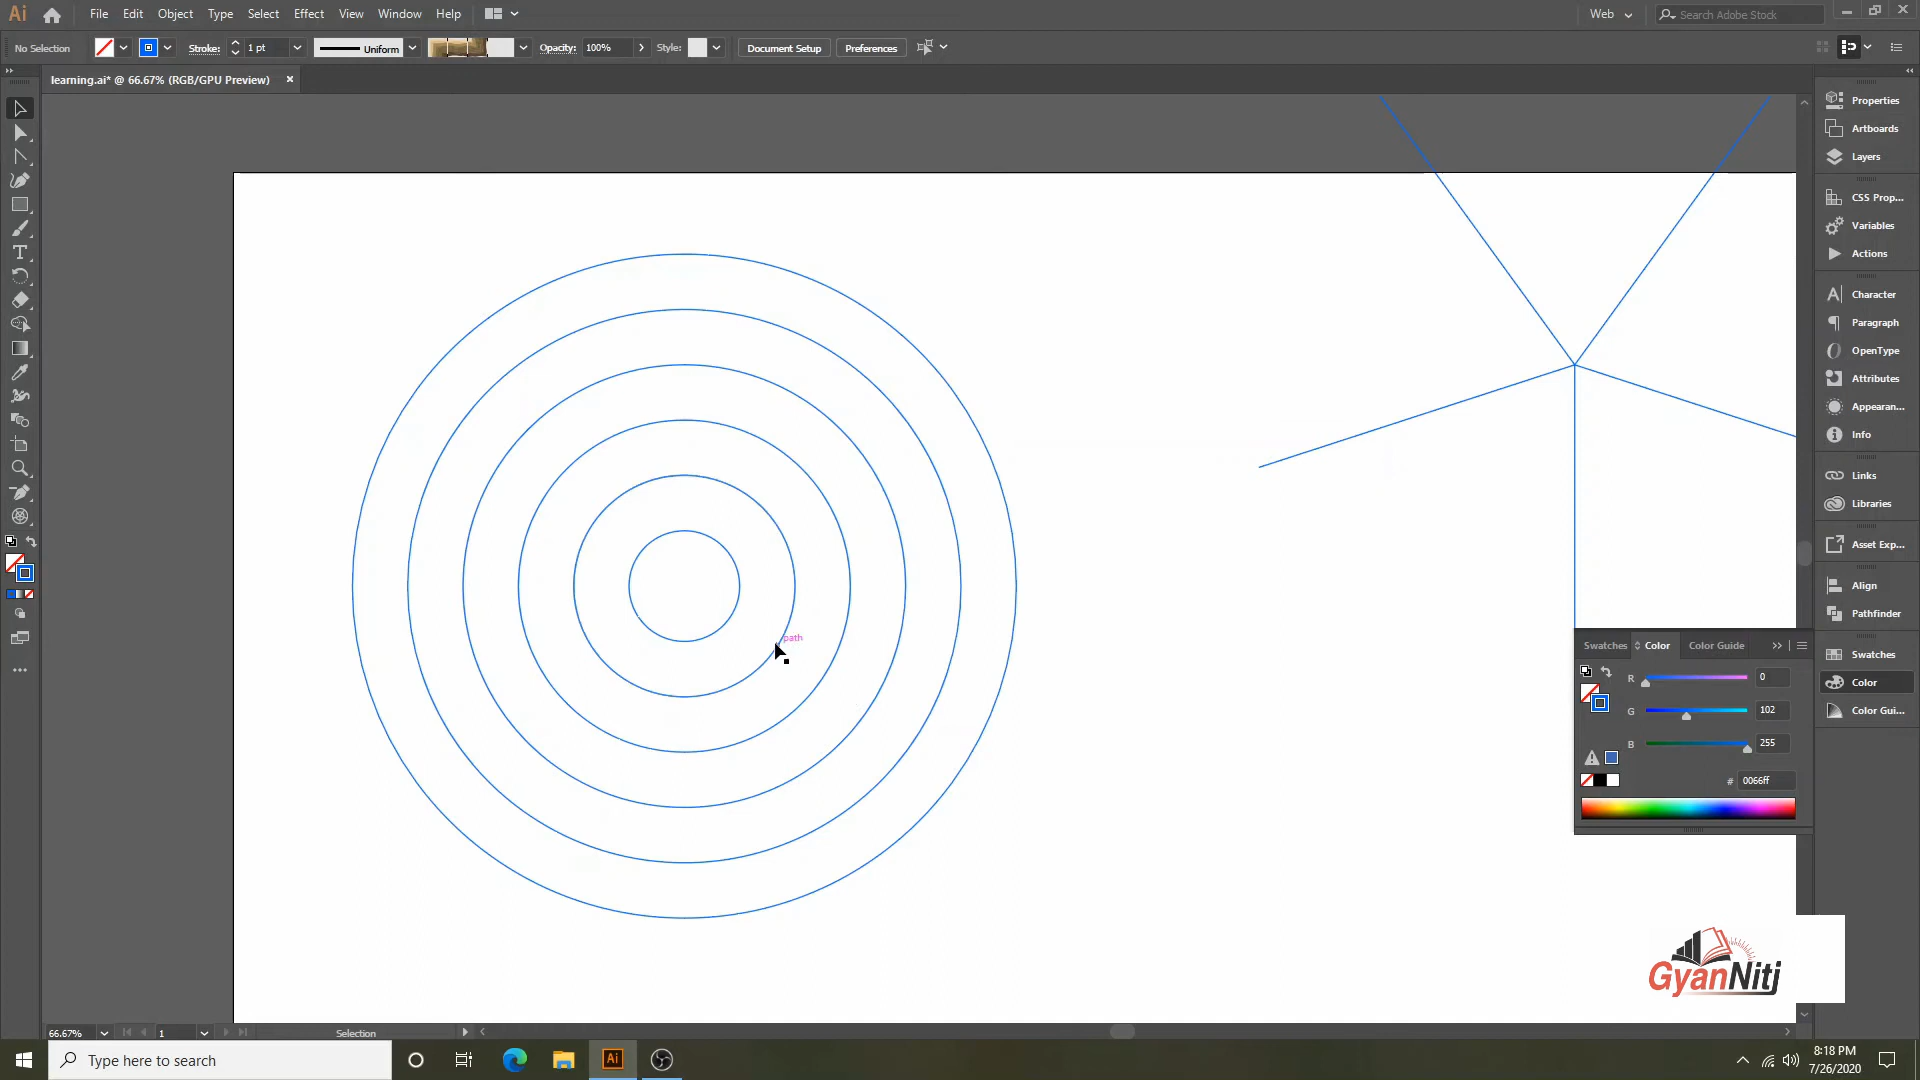 Ai File Edit Object Type Select Effect View Window Help Web Search Adobe Stock
No Selection Stroke: 1 pt Uniform Opacity: 100% Style: Document Setup Preferences
learning.ai* @ 66.67% (RGB/GPU Preview)
Properties
Artboards
Layers
CSS Prop...
Variables
Actions
Character
Paragraph
OpenType
Attributes
Appearan...
Info
Links
Libraries
Asset Exp...
Align
Pathfinder
Swatches
Color
Color Gui...
path
Swatches Color Color Guide
R 0
G 102
B 255
# 0066ff
GyanNiti
66.67% 1 Selection
Type here to search
Ai
8:18 PM
7/26/2020